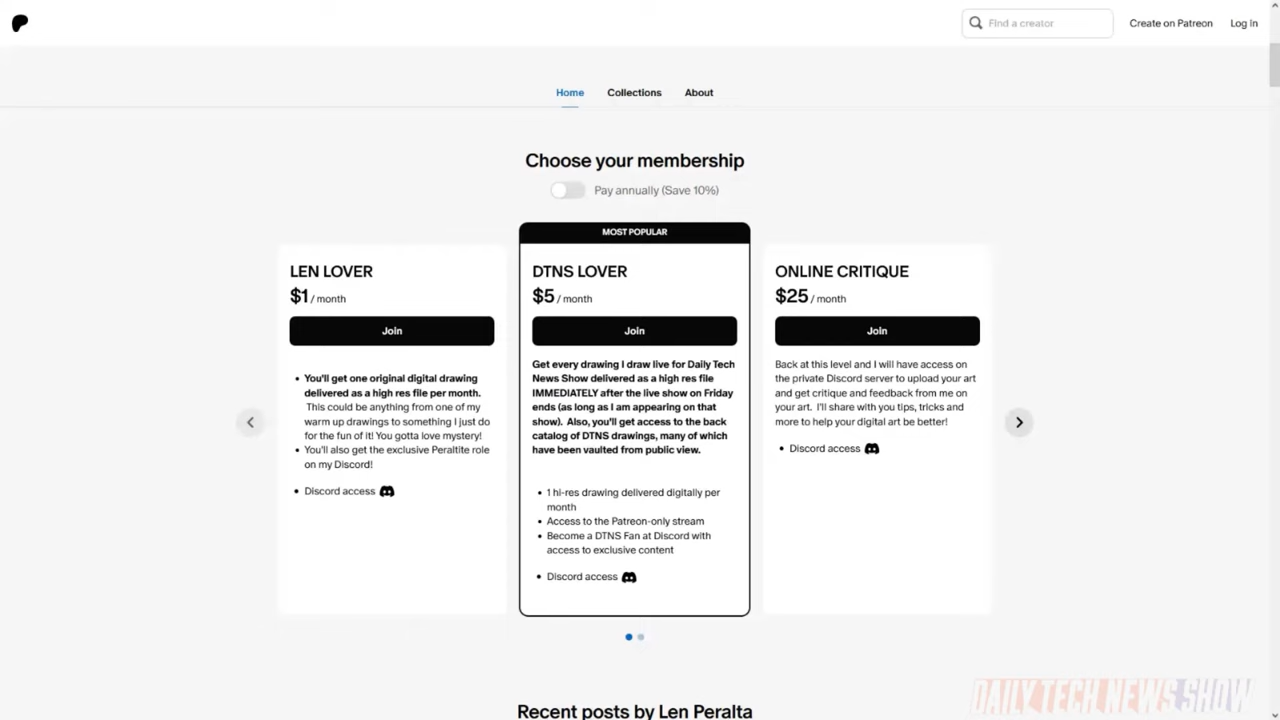 Find a creator
Create on Patreon
Log In
Home
Collections
About
Choose your membership
Pay annually (Save 10%)
LEN LOVER
$1 / month
Join
• You'll get one original digital drawing
delivered as a high res file per month.
This could be anything from one of my
warm up drawings to something I just do
for the fun of it! You gotta love mystery!
• You'll also get the exclusive Peraltite role
on my Discord!
• Discord access
MOST POPULAR
DTNS LOVER
$5 / month
Join
Get every drawing I draw live for Daily Tech
News Show delivered as a high res file
IMMEDIATELY after the live show on Friday
ends (as long as I am appearing on that
show). Also, you'll get access to the back
catalog of DTNS drawings, many of which
have been vaulted from public view.
• 1 hi-res drawing delivered digitally per
month
• Access to the Patreon-only stream
• Become a DTNS Fan at Discord with
access to exclusive content
• Discord access
ONLINE CRITIQUE
$25 / month
Join
Back at this level and I will have access on
the private Discord server to upload your art
and get critique and feedback from me on
your art. I'll share with you tips, tricks and
more to help your digital art be better!
• Discord access
Recent posts by Len Peralta
DAILY TECH NEWS SHOW